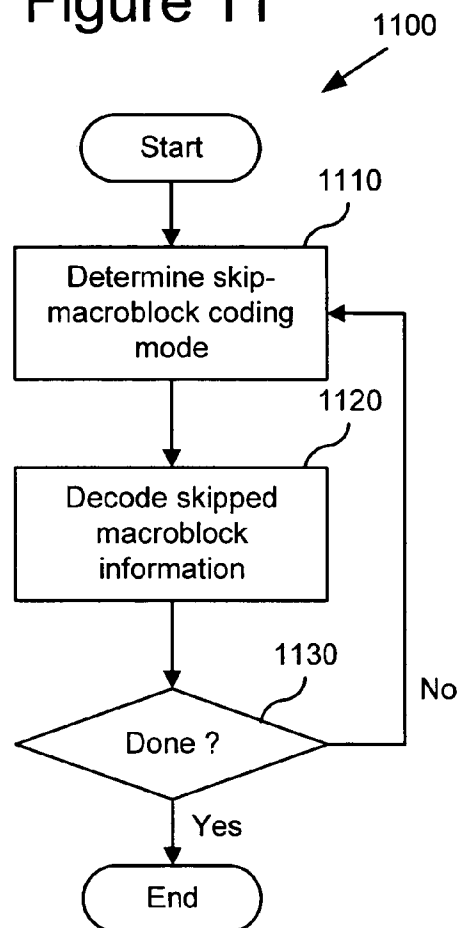 Figure 11
1100
Start
1110
Determine skip-
macroblock coding
mode
1120
Decode skipped
macroblock
information
1130
Done ?
No
Yes
End